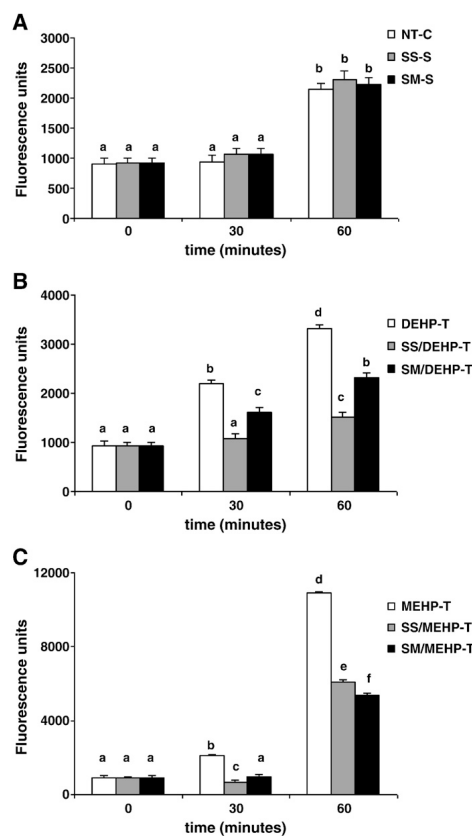 A
NT-C
SS-S
SM-S
Fluorescence units
3000
2500
2000
1500
1000
500
0
a a a
a a a
b b b
0 30 60
time (minutes)
B
DEHP-T
SS/DEHP-T
SM/DEHP-T
Fluorescence units
4000
3000
2000
1000
0
a a a
b a c
d c b
0 30 60
time (minutes)
C
MEHP-T
SS/MEHP-T
SM/MEHP-T
Fluorescence units
12000
8000
4000
0
a a a
b c a
d e f
0 30 60
time (minutes)